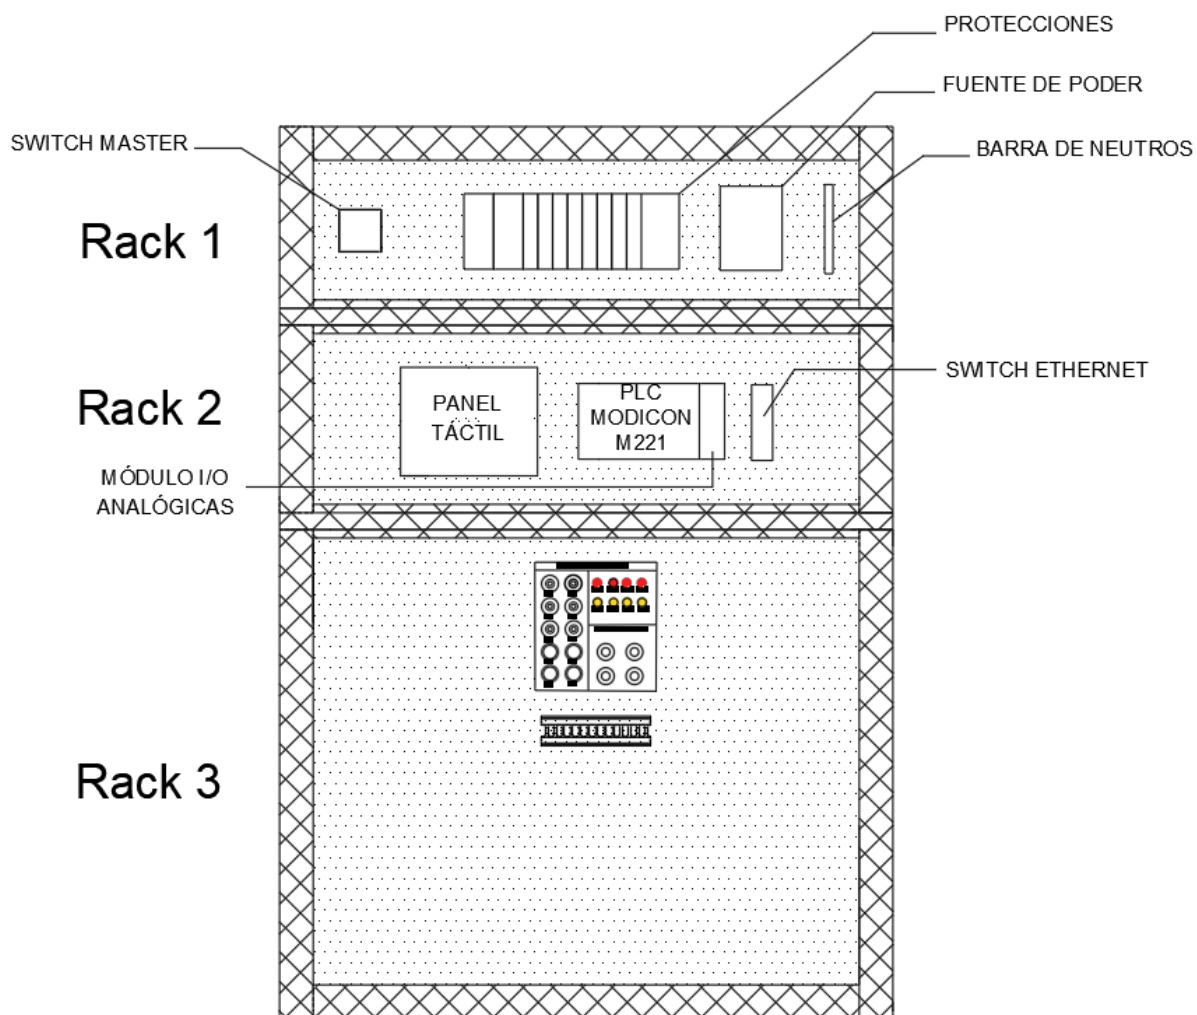 PROTECCIONES
FUENTE DE PODER
SWITCH MASTER
BARRA DE NEUTROS
Rack 1
SWITCH ETHERNET
Rack 2
PANEL
TÁCTIL
PLC
MODICON
M221
MÓDULO I/O
ANALÓGICAS
Rack 3